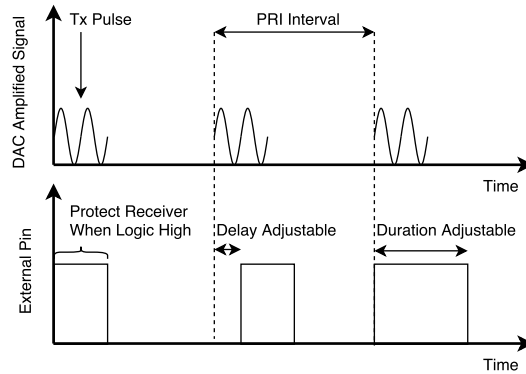 Tx Pulse
PRI Interval
DAC Amplified Signal
Time
Protect Receiver
When Logic High
Delay Adjustable
Duration Adjustable
External Pin
Time